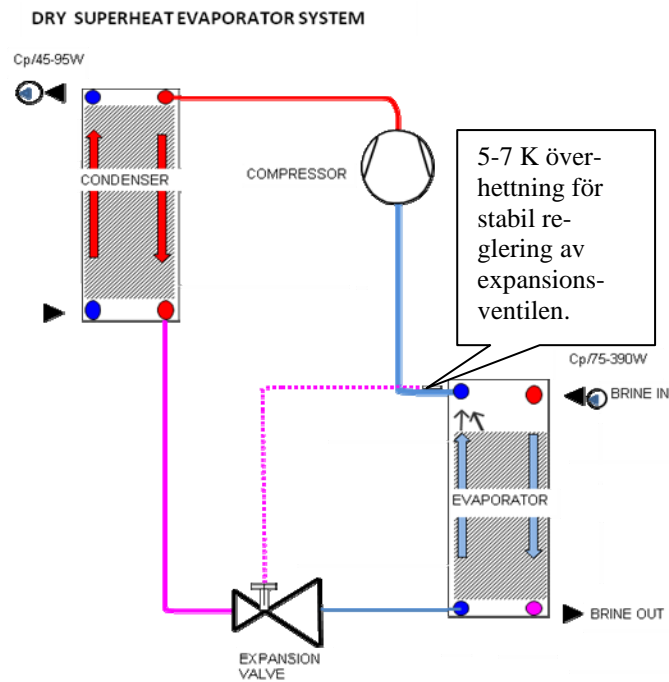 DRY SUPERHEAT EVAPORATOR SYSTEM
Cp/45-95W
CONDENSER
COMPRESSOR
5-7 K över-
hettning för
stabil re-
glering av
expansions-
ventilen.
Cp/75-390W
BRINE IN
EVAPORATOR
BRINE OUT
EXPANSION
VALVE